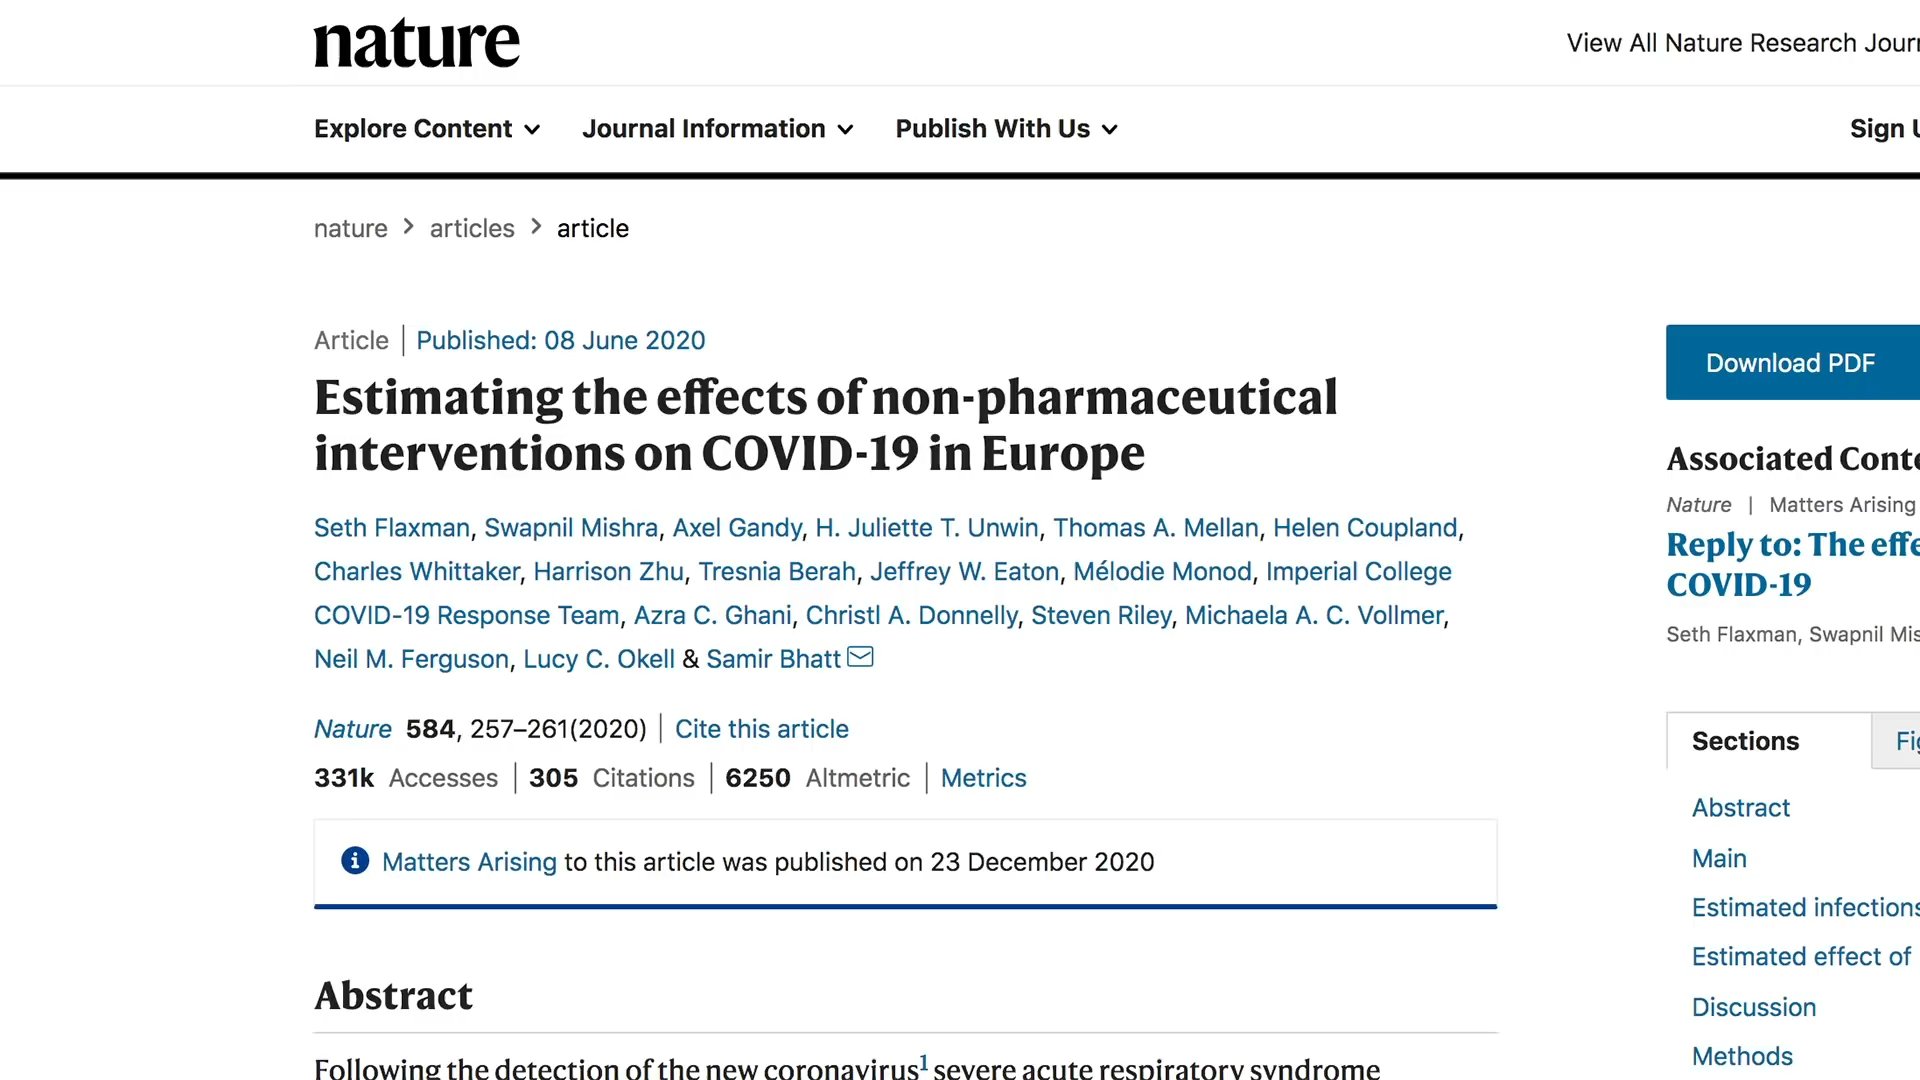 nature
View All Nature Research Jour
Explore Content
Journal Information
Publish With Us
Sign
nature > articles > article
Article | Published: 08 June 2020
Estimating the effects of non-pharmaceutical
interventions on COVID-19 in Europe
Seth Flaxman, Swapnil Mishra, Axel Gandy, H. Juliette T. Unwin, Thomas A. Mellan, Helen Coupland,
Charles Whittaker, Harrison Zhu, Tresnia Berah, Jeffrey W. Eaton, Mélodie Monod, Imperial College
COVID-19 Response Team, Azra C. Ghani, Christl A. Donnelly, Steven Riley, Michaela A. C. Vollmer,
Neil M. Ferguson, Lucy C. Okell & Samir Bhatt
Nature 584, 257–261(2020) | Cite this article
331k Accesses | 305 Citations | 6250 Altmetric | Metrics
Matters Arising to this article was published on 23 December 2020
Abstract
Following the detection of the new coronavirus1 severe acute respiratory syndrome
Download PDF
Associated Conte
Nature | Matters Arising
Reply to: The effe
COVID-19
Seth Flaxman, Swapnil Mis
Sections
Fig
Abstract
Main
Estimated infections
Estimated effect of
Discussion
Methods